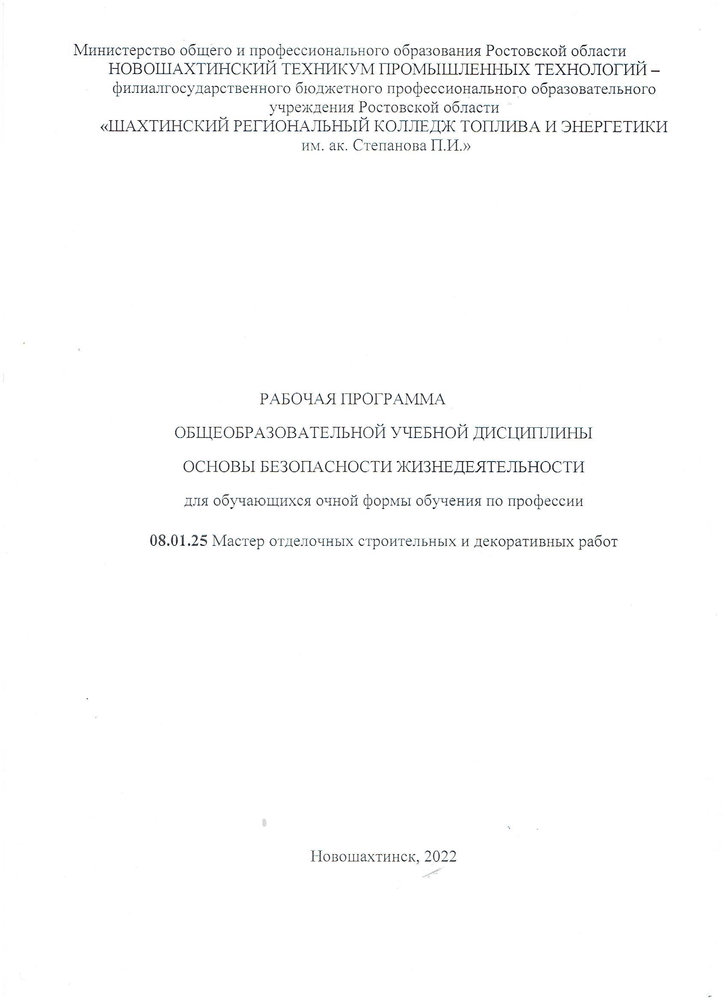 Министерство общего и профессионального образования Ростовской области
НОВОШАХТИНСКИЙ ТЕХНИКУМ ПРОМЫШЛЕННЫХ ТЕХНОЛОГИЙ –
филиалгосударственного бюджетного профессионального образовательного
учреждения Ростовской области
«ШАХТИНСКИЙ РЕГИОНАЛЬНЫЙ КОЛЛЕДЖ ТОПЛИВА И ЭНЕРГЕТИКИ
им. ак. Степанова П.И.»
РАБОЧАЯ ПРОГРАММА
ОБЩЕОБРАЗОВАТЕЛЬНОЙ УЧЕБНОЙ ДИСЦИПЛИНЫ
ОСНОВЫ БЕЗОПАСНОСТИ ЖИЗНЕДЕЯТЕЛЬНОСТИ
для обучающихся очной формы обучения по профессии
08.01.25 Мастер отделочных строительных и декоративных работ
Новошахтинск, 2022